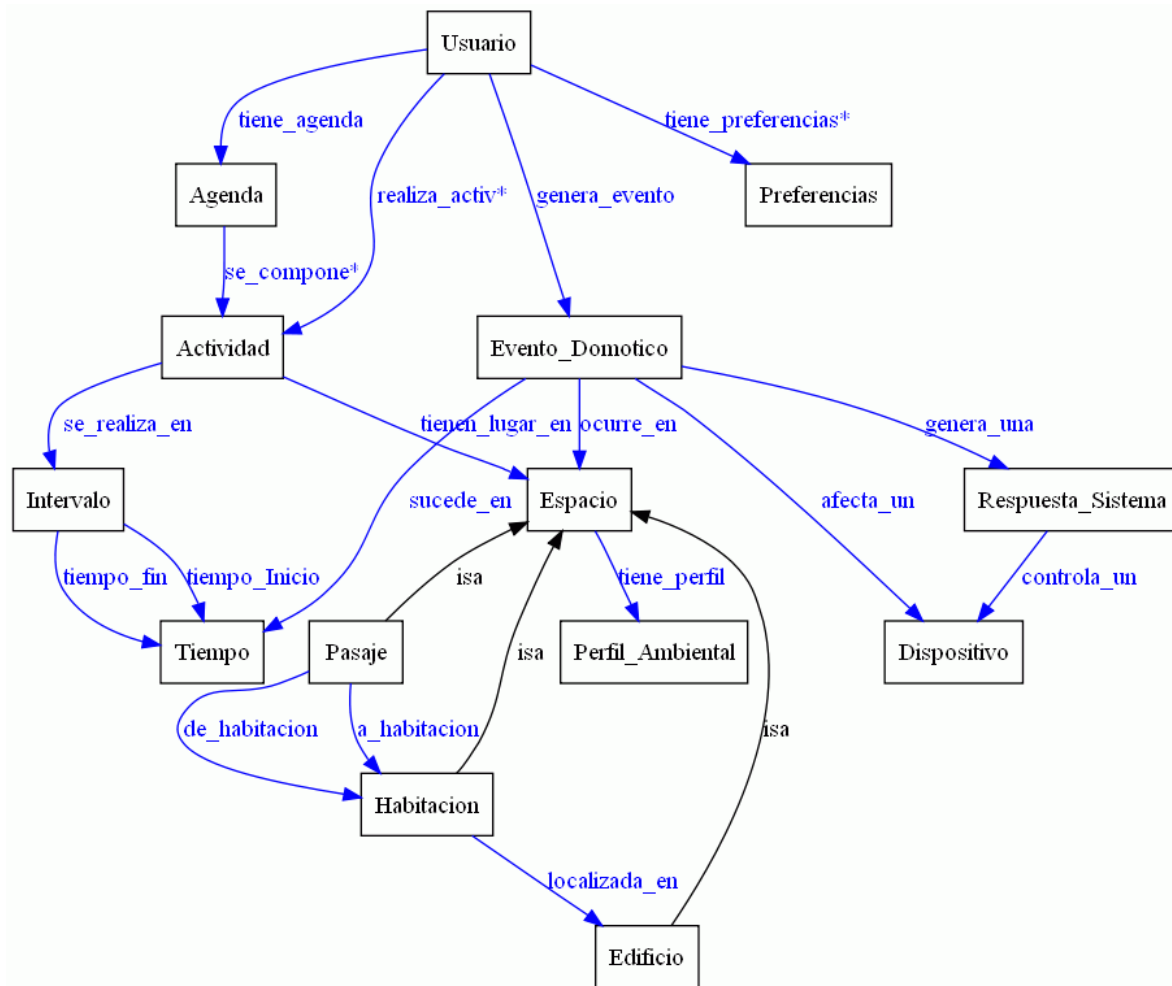 Usuario
tiene_agenda
tiene_preferencias*
Agenda
realiza_activ*
genera_evento
Preferencias
se_compone*
Actividad
Evento_Domotico
se_realiza_en
tienen_lugar_en
ocurre_en
genera_una
Intervalo
sucede_en
Espacio
afecta_un
Respuesta_Sistema
tiempo_fin
tiempo_Inicio
isa
tiene_perfil
controla_un
Tiempo
Pasaje
isa
Perfil_Ambiental
Dispositivo
de_habitacion
a_habitacion
isa
Habitacion
localizada_en
Edificio